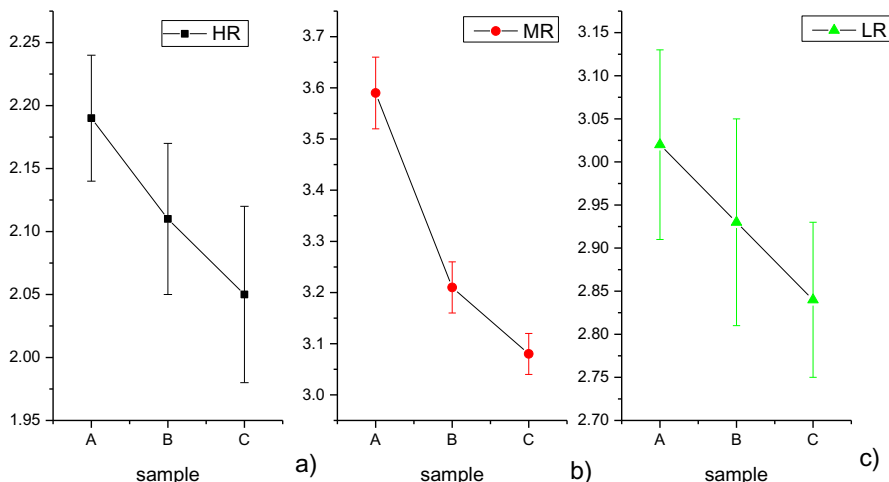 HR
2.25
2.20
2.15
2.10
2.05
2.00
1.95
A B C
sample
a)
MR
3.7
3.6
3.5
3.4
3.3
3.2
3.1
3.0
A B C
sample
b)
LR
3.15
3.10
3.05
3.00
2.95
2.90
2.85
2.80
2.75
2.70
A B C
sample
c)